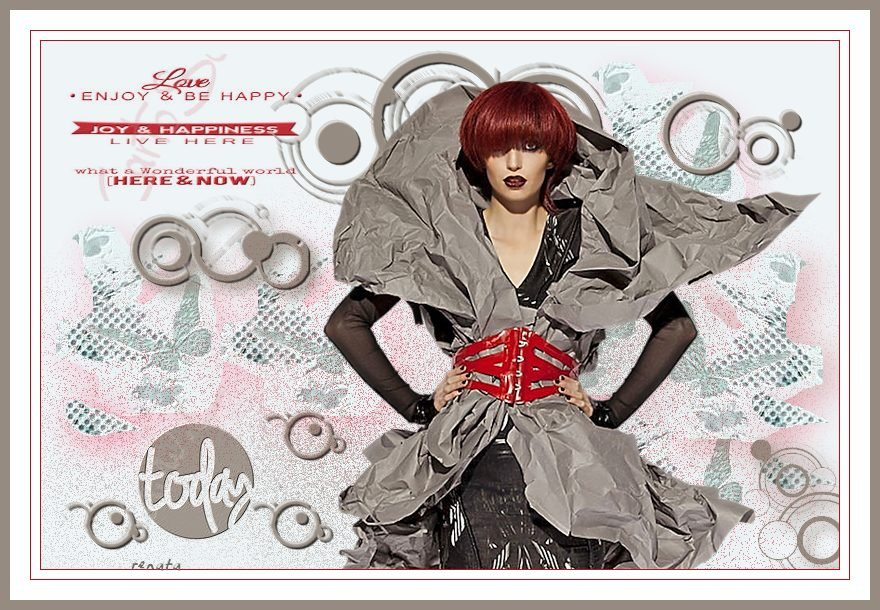 Love
• ENJOY & BE HAPPY •
JOY & HAPPINESS
LIVE HERE
what a Wonderful world
[HERE & NOW]
today
renata